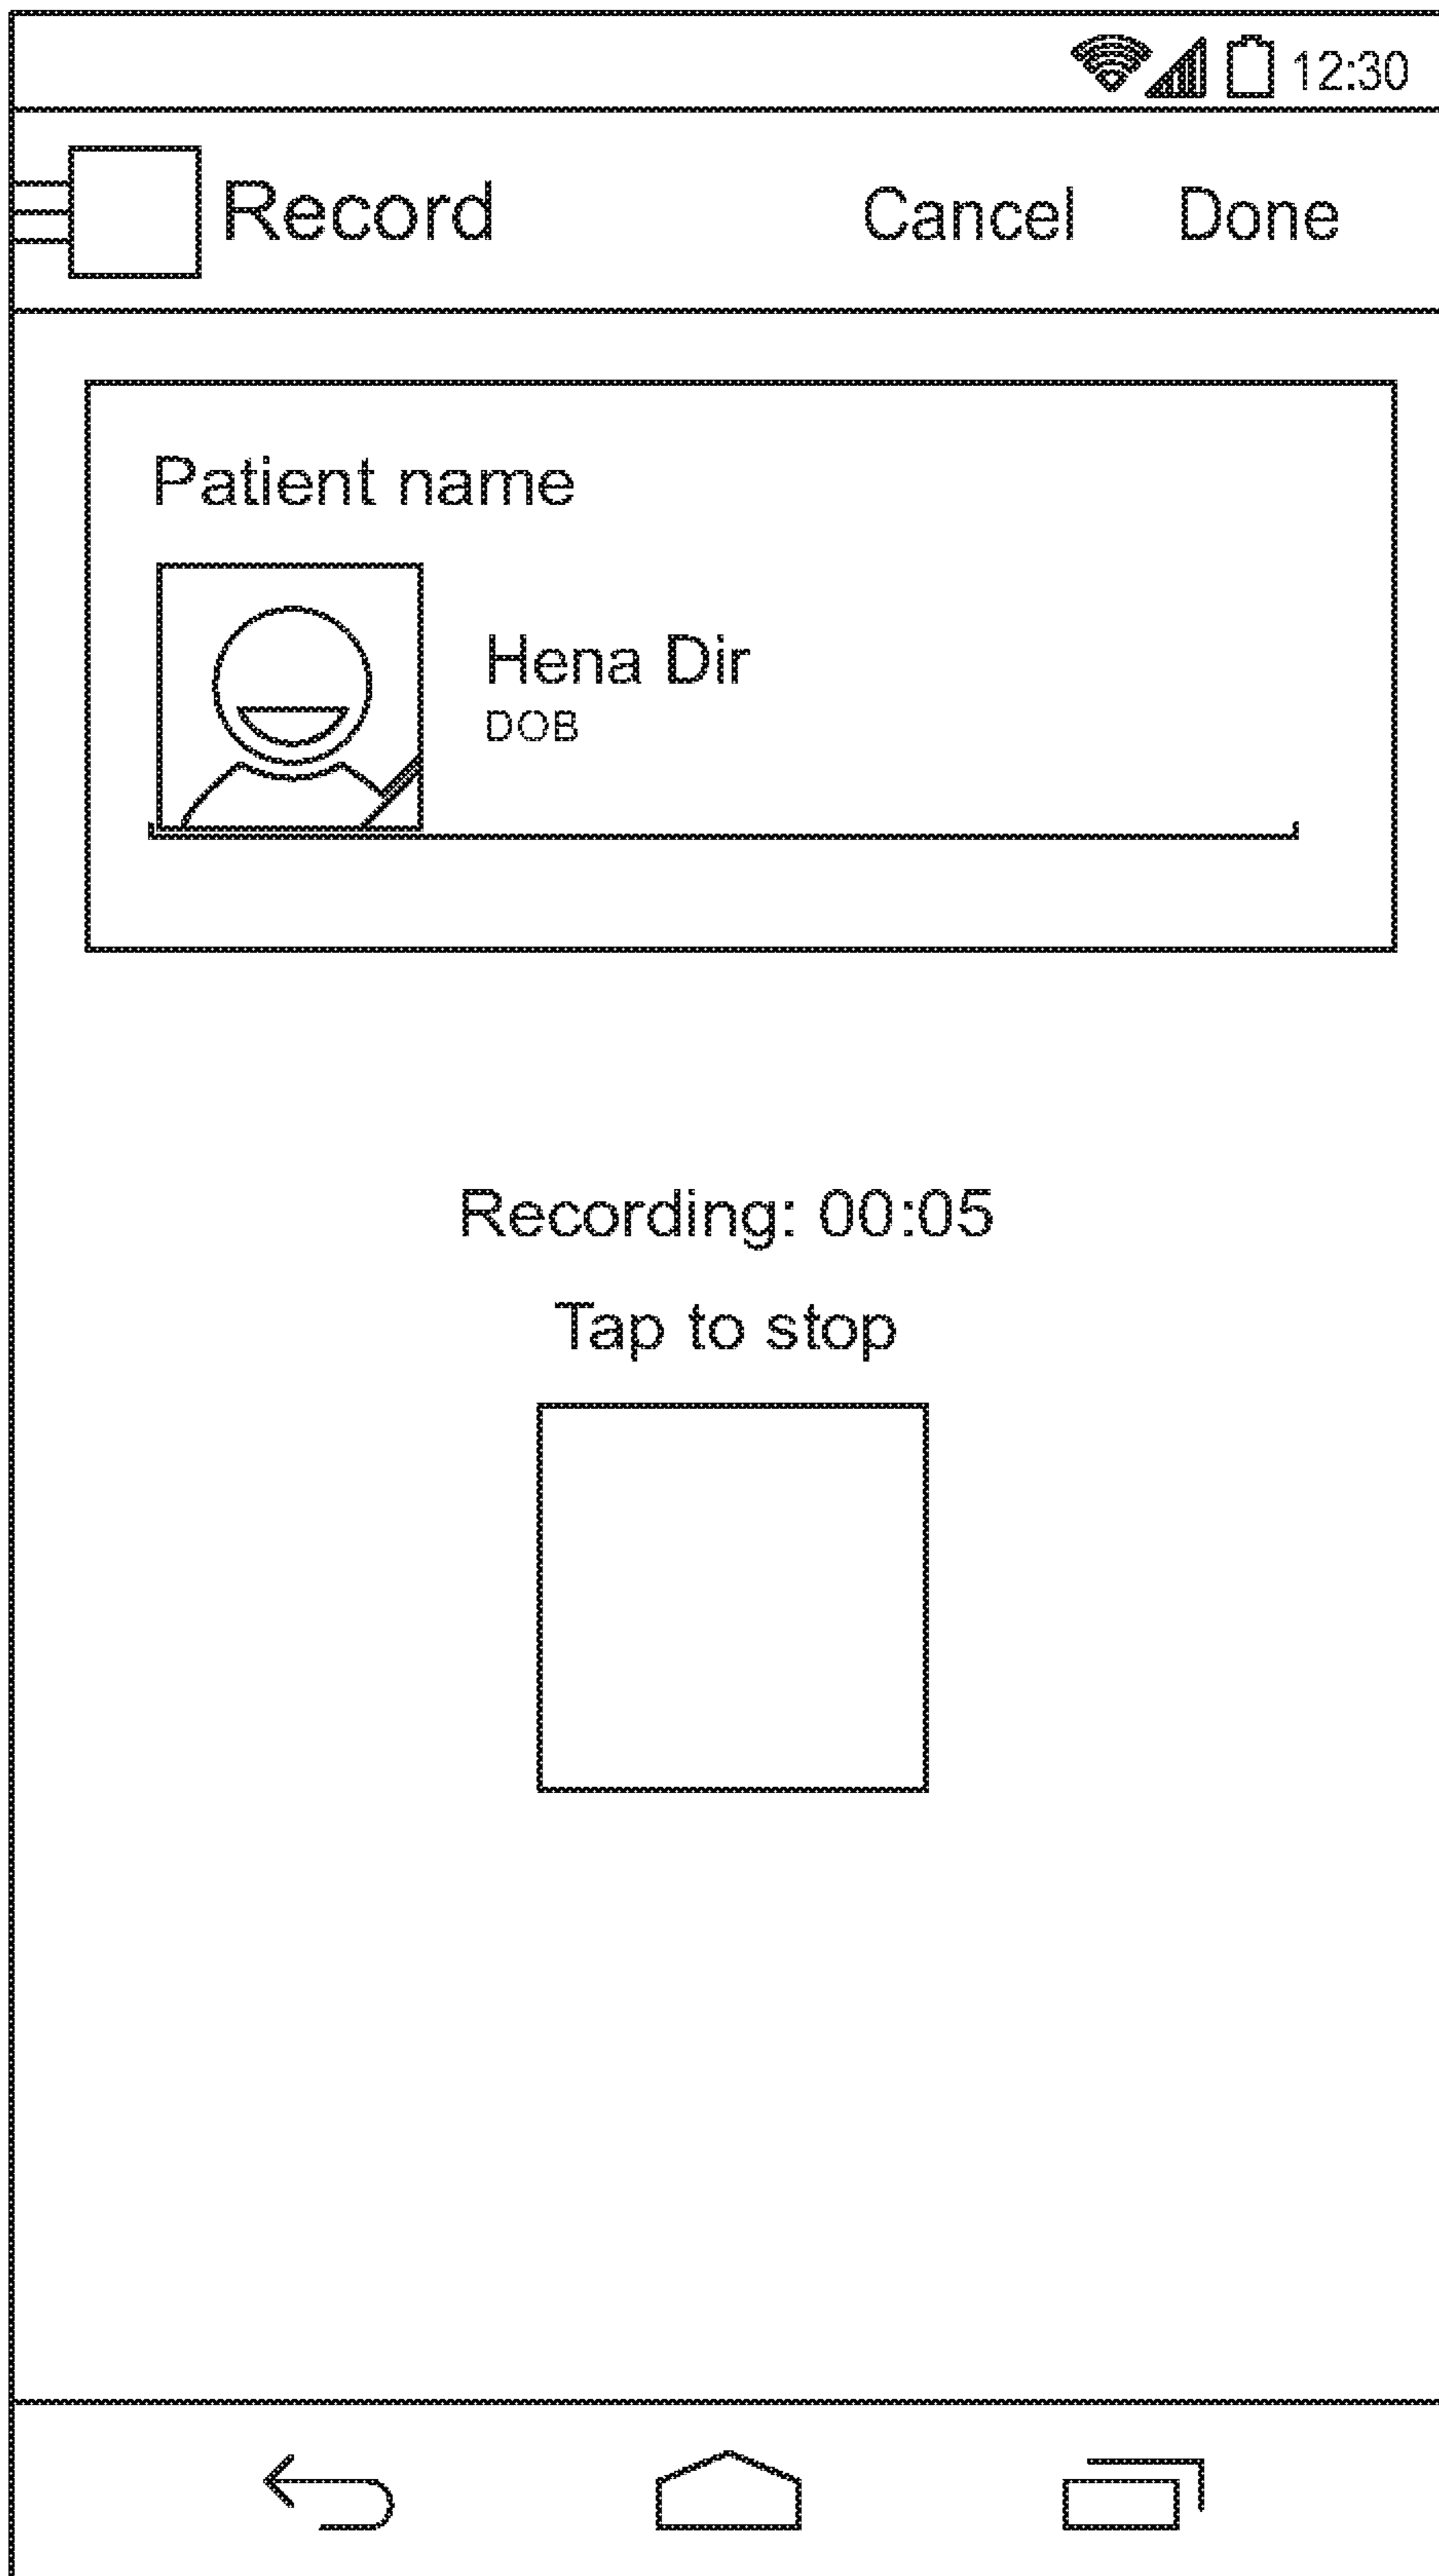 12:30
Record Cancel Done
Patient name
Hena Dir
DOB
Recording: 00:05
Tap to stop